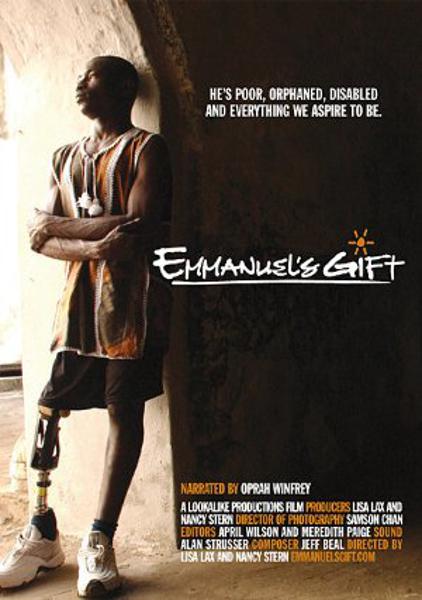 HE'S POOR, ORPHANED, DISABLED
AND EVERYTHING WE ASPIRE TO BE.
EMMANUEL'S GIFT
NARRATED BY OPRAH WINFREY
A LOOKALIKE PRODUCTIONS FILM PRODUCERS LISA LAX AND
NANCY STERN DIRECTOR OF PHOTOGRAPHY SAMSON CHAN
EDITORS APRIL WILSON AND MEREDITH PAIGE SOUND
ALAN STRUSSER COMPOSER JEFF BEAL DIRECTED BY
LISA LAX AND NANCY STERN EMMANUELSGIFT.COM